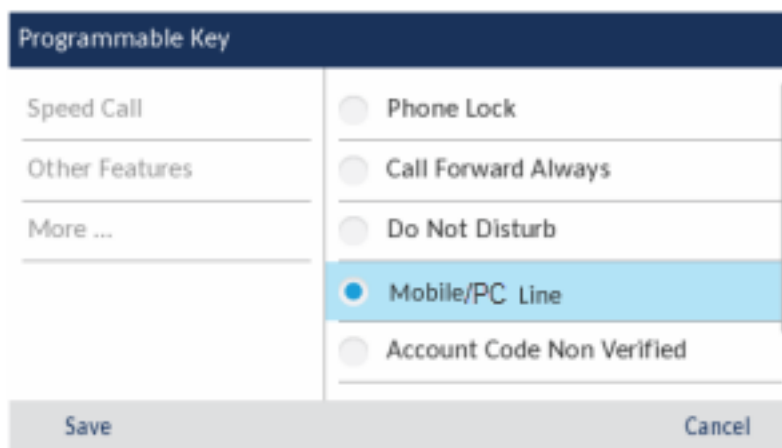 Programmable Key
Speed Call
Other Features
More ...
Phone Lock
Call Forward Always
Do Not Disturb
Mobile/PC Line
Account Code Non Verified
Save
Cancel